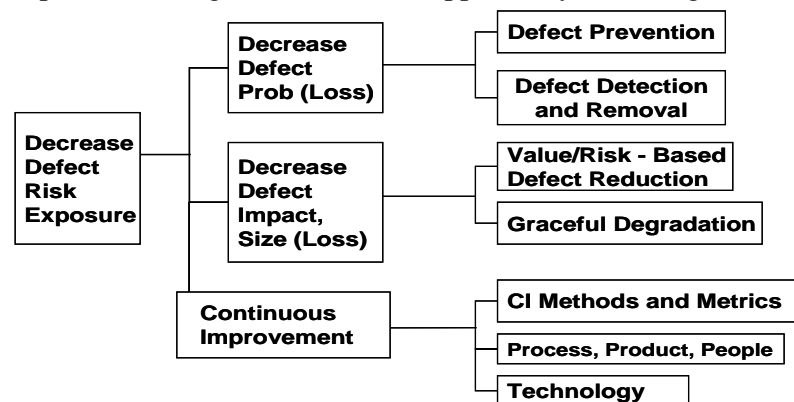 Decrease
Defect
Risk
Exposure
Decrease
Defect
Prob (Loss)
Defect Prevention
Defect Detection
and Removal
Decrease
Defect
Impact,
Size (Loss)
Value/Risk - Based
Defect Reduction
Graceful Degradation
Continuous
Improvement
CI Methods and Metrics
Process, Product, People
Technology